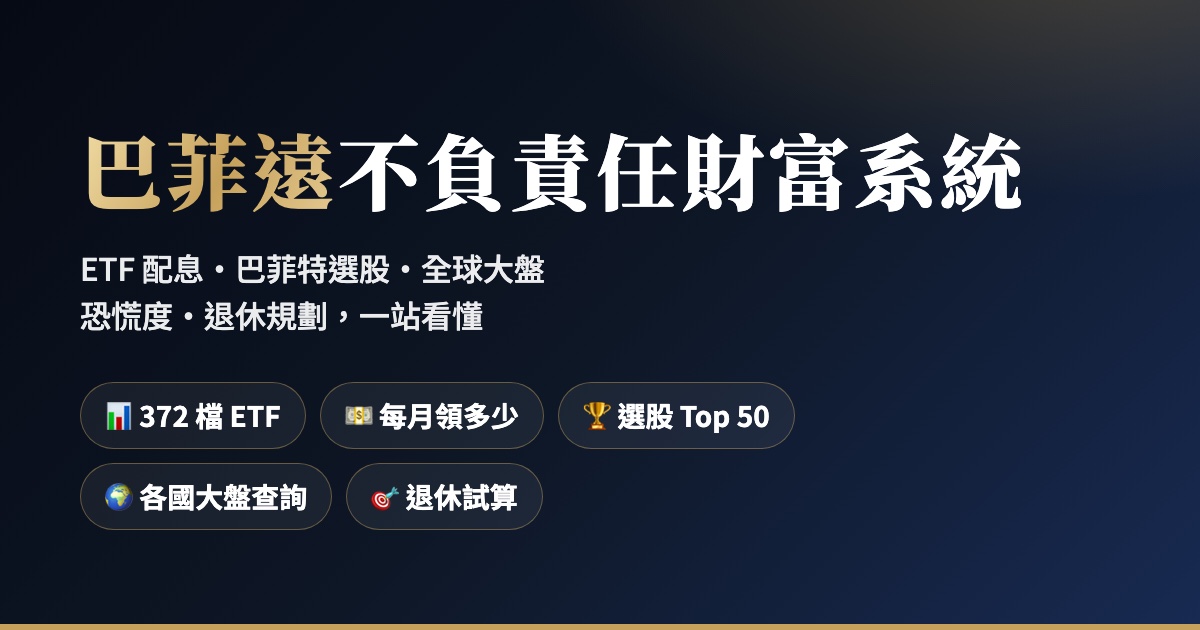 巴菲遠不負責任財富系統
ETF 配息・巴菲特選股・全球大盤
恐慌度・退休規劃，一站看懂
372 檔 ETF
每月領多少
選股 Top 50
各國大盤查詢
退休試算